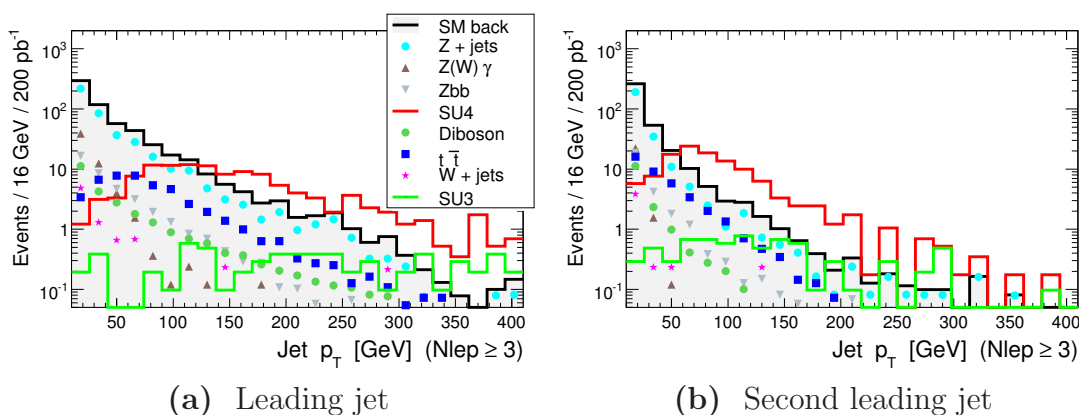 Events / 16 GeV / 200 pb⁻¹
10³
10²
10
1
10⁻¹
50 100 150 200 250 300 350 400
Jet p_T [GeV] (Nlep ≥ 3)
SM back
Z + jets
Z(W) γ
Zbb
SU4
Diboson
t t̅
W + jets
SU3
(a) Leading jet
Events / 16 GeV / 200 pb⁻¹
10³
10²
10
1
10⁻¹
50 100 150 200 250 300 350 400
Jet p_T [GeV] (Nlep ≥ 3)
(b) Second leading jet